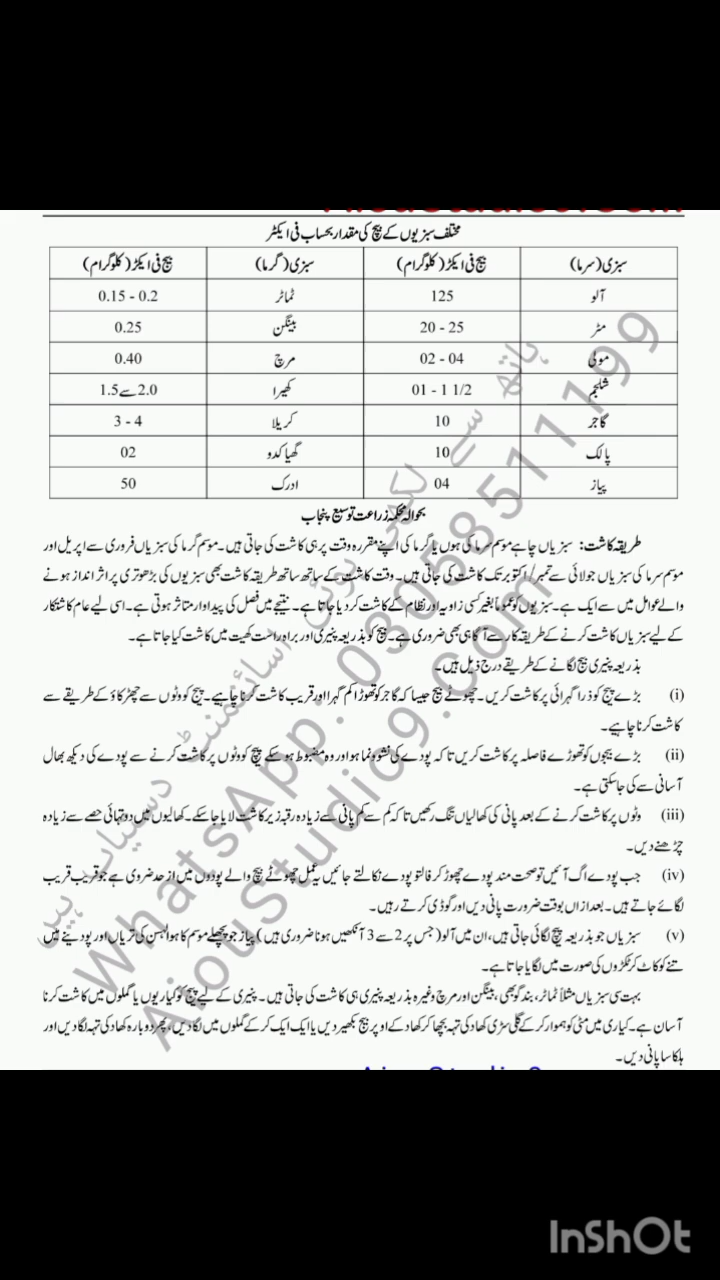 مختلف سبزیوں کے بیج کی مقدار بحساب فی ایکٹر
سبزی (سرما) بیج فی ایکڑ (کلوگرام) سبزی (گرما) بیج فی ایکڑ (کلوگرام)
آلو 125 ٹماٹر 0.15 - 0.2
مٹر 20 - 25 بینگن 0.25
مولی 02 - 04 مرچ 0.40
شلجم 01 - 1 1/2 کھیرا 2.0 سے 1.5
گاجر 10 کریلا 3 - 4
پالک 10 گھیا کدو 02
پیاز 04 ادرک 50
بحوالہ محکمہ زراعت توسیع پنجاب
طریقہ کاشت: سبزیاں چاہے موسم سرما کی ہوں یا گرما کی اپنے مقررہ وقت پر ہی کاشت کی جاتی ہیں۔ موسم گرما کی سبزیاں فروری سے اپریل اور
موسم سرما کی سبزیاں جولائی سے ستمبر/اکتوبر تک کاشت کی جاتی ہیں۔ وقت کاشت کے ساتھ ساتھ طریقہ کاشت بھی سبزیوں کی بڑھوتری پر اثر انداز ہونے
والے عوامل میں سے ایک ہے۔ سبزیوں کو عموماً بغیر کسی زاویہ اور نظام کے کاشت کر دیا جاتا ہے۔ نتیجے میں فصل کی پیداوار متاثر ہوتی ہے۔ اسی لیے عام کاشتکار
کے لیے سبزیاں کاشت کرنے کے طریقہ کار سے آگاہی بھی ضروری ہے۔ بیج کو بذریعہ پنیری اور براہ راست کھیت میں کاشت کیا جاتا ہے۔
بذریعہ پنیری بیج لگانے کے طریقے درج ذیل ہیں۔
(i) بڑے بیج کو ذرا گہرائی پر کاشت کریں۔ چھوٹے بیج جیسا کہ گاجر کو تھوڑا کم گہرا اور قریب کاشت کرنا چاہیے۔ بیج کو وٹوں سے چھڑکاؤ کے طریقے سے
کاشت کرنا چاہیے۔
(ii) بڑے بیجوں کو تھوڑے فاصلہ پر کاشت کریں تاکہ پودے کی نشوونما ہو اور وہ مضبوط ہو سکے بیج کو وٹوں پر کاشت کرنے سے پودے کی دیکھ بھال
آسانی سے کی جاسکتی ہے۔
(iii) وٹوں پر کاشت کرنے کے بعد پانی کی کھالیاں تنگ رکھیں تاکہ کم سے کم پانی سے زیادہ رقبہ زیر کاشت لایا جاسکے۔ کھالیوں میں دو تہائی حصے سے زیادہ
چڑھنے دیں۔
(iv) جب پودے اگ آئیں تو صحت مند پودے چھوڑ کر فالتو پودے نکالتے جائیں یہ عمل چھوٹے بیج والے پودوں میں از حد ضروی ہے جو قریب قریب
لگائے جاتے ہیں۔ بعد ازاں بوقت ضرورت پانی دیں اور گوڈی کرتے رہیں۔
(v) سبزیاں جو بذریعہ بیج لگائی جاتی ہیں، ان میں آلو (جس پر 2 سے 3 آنکھیں ہونا ضروری ہیں) پیاز جو پچھلے موسم کا ہو لہسن کی تریاں اور پودینے میں
تنے کو کاٹ کر ٹکڑوں کی صورت میں لگایا جاتا ہے۔
بہت سی سبزیاں مثلاً ٹماٹر، بند گوبھی، بینگن اور مرچ وغیرہ بذریعہ پنیری ہی کاشت کی جاتی ہیں۔ پنیری کے لیے بیج کو کیاریوں یا گملوں میں کاشت کرنا
آسان ہے۔ کیاری میں مٹی کو ہموار کر کے گلی سڑی کھاد کی تہہ بچھا کر کھاد کے اوپر بیج بکھیر دیں یا ایک ایک کر کے گملوں میں لگا دیں، پھر دوبارہ کھاد کی تہہ لگا دیں اور
ہلکا سا پانی دیں۔
ہاتھ سے لکھی ہوئی اسائنمنٹ دستیاب ہیں
WhatsApp: 03058511199
AiouStudio9.Com
InShOt